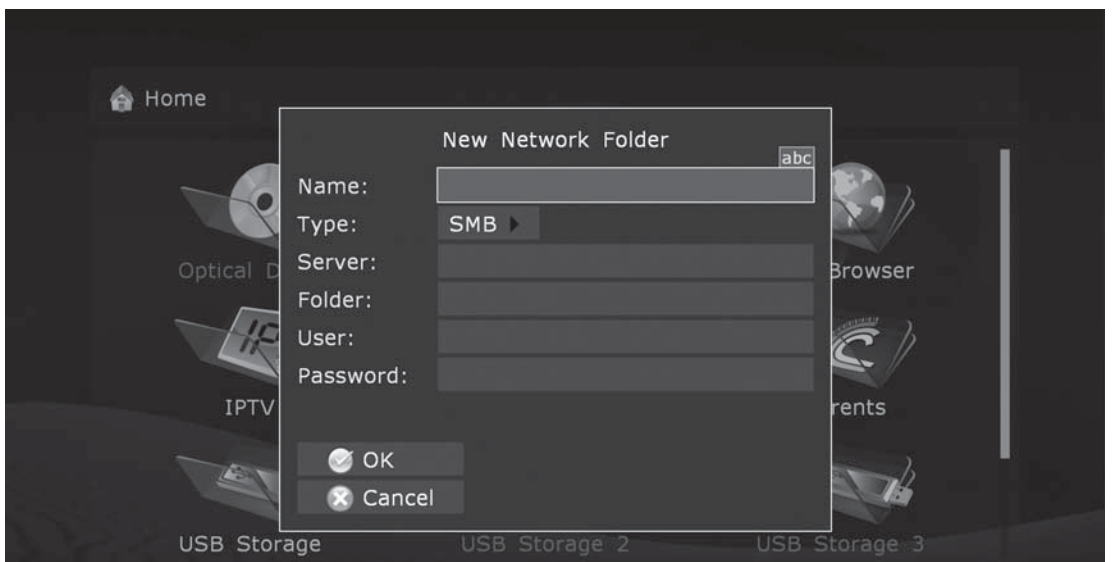 Home
New Network Folder
abc
Name:
Type: SMB
Server:
Folder:
User:
Password:
OK
Cancel
Optical
Browser
IPTV
USB Storage
USB Storage 2
USB Storage 3